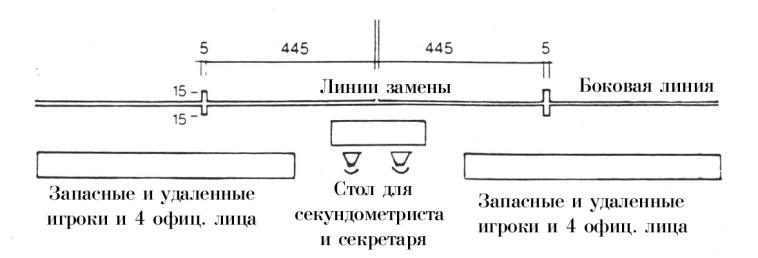 5 445 445 5
Линии замены
Боковая линия
15
15
Запасные и удаленные
игроки и 4 офиц. лица
Стол для
секундометриста
и секретаря
Запасные и удаленные
игроки и 4 офиц. лица